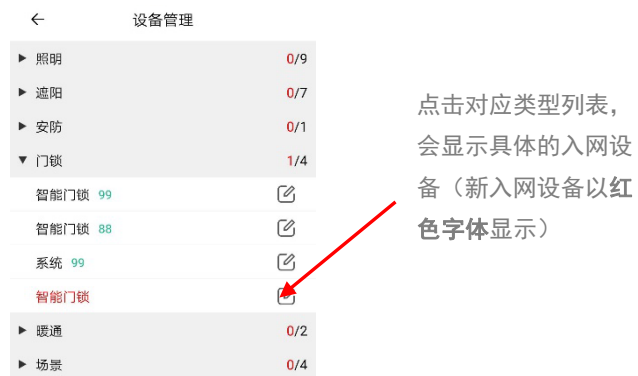 设备管理
照明 0/9
遮阳 0/7
安防 0/1
门锁 1/4
智能门锁 99
智能门锁 88
系统 99
智能门锁
暖通 0/2
场景 0/4
点击对应类型列表，
会显示具体的入网设
备（新入网设备以红
色字体显示）